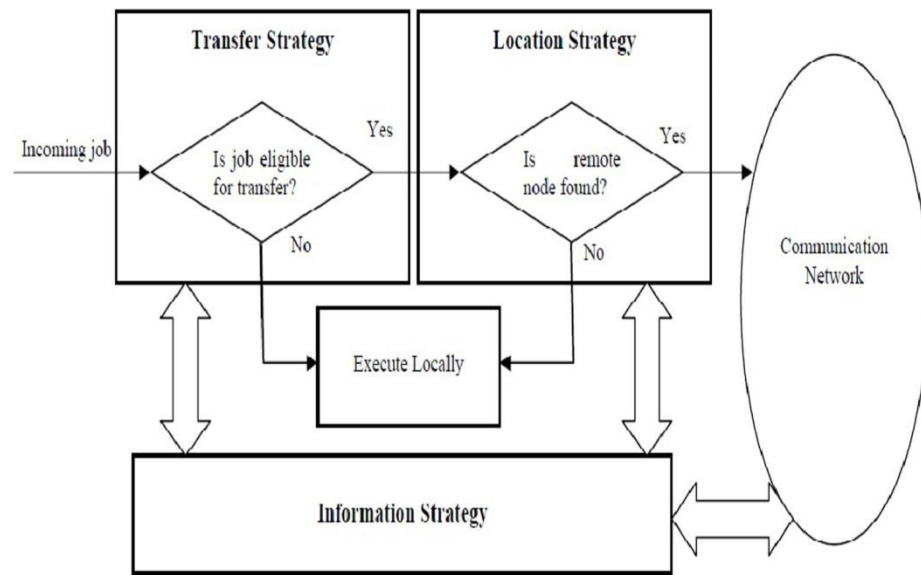 Transfer Strategy
Location Strategy
Incoming job
Is job eligible
for transfer?
Yes
Is remote
node found?
Yes
No
No
Communication
Network
Execute Locally
Information Strategy